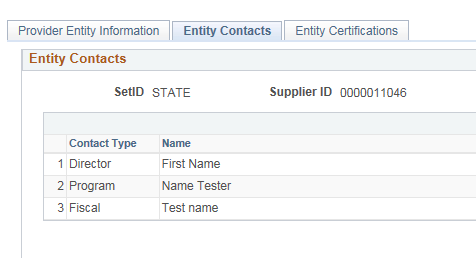 Provider Entity Information Entity Contacts Entity Certifications
Entity Contacts
SetID STATE Supplier ID 0000011046
Contact Type Name
1 Director First Name
2 Program Name Tester
3 Fiscal Test name